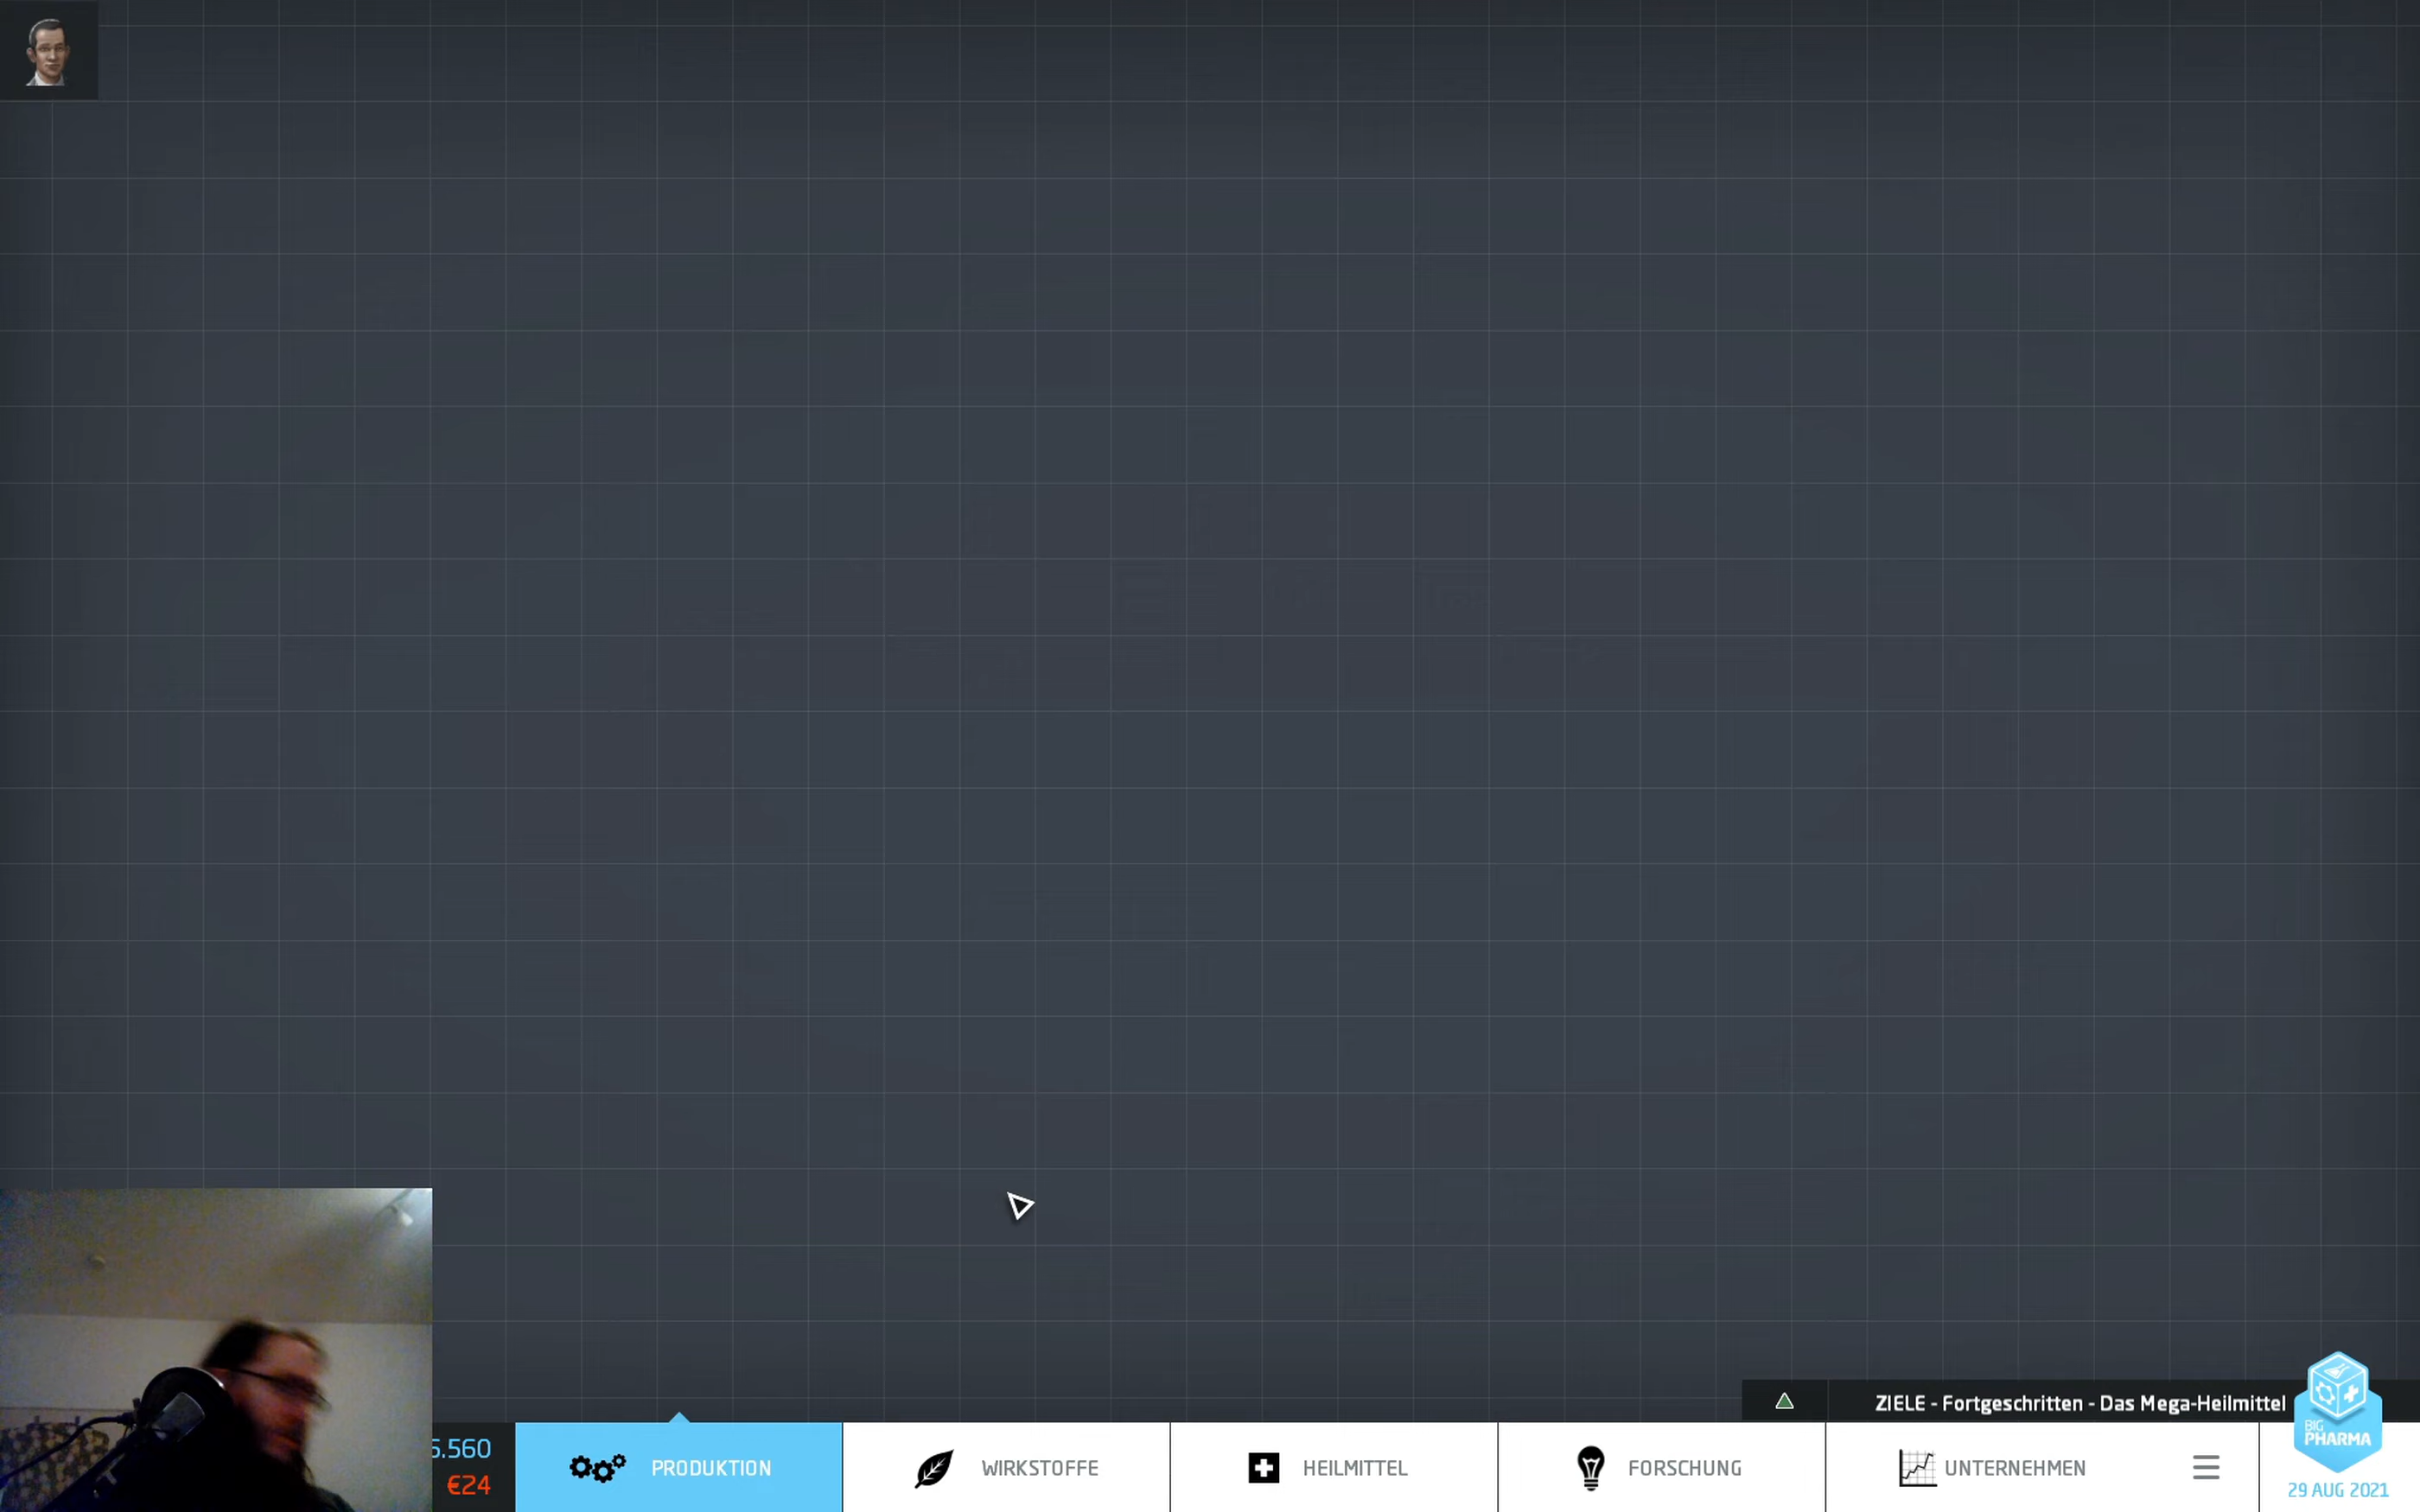 ZIELE - Fortgeschritten - Das Mega-Heilmittel
5.560
€24
PRODUKTION
WIRKSTOFFE
HEILMITTEL
FORSCHUNG
UNTERNEHMEN
BIG
PHARMA
29 AUG 2021